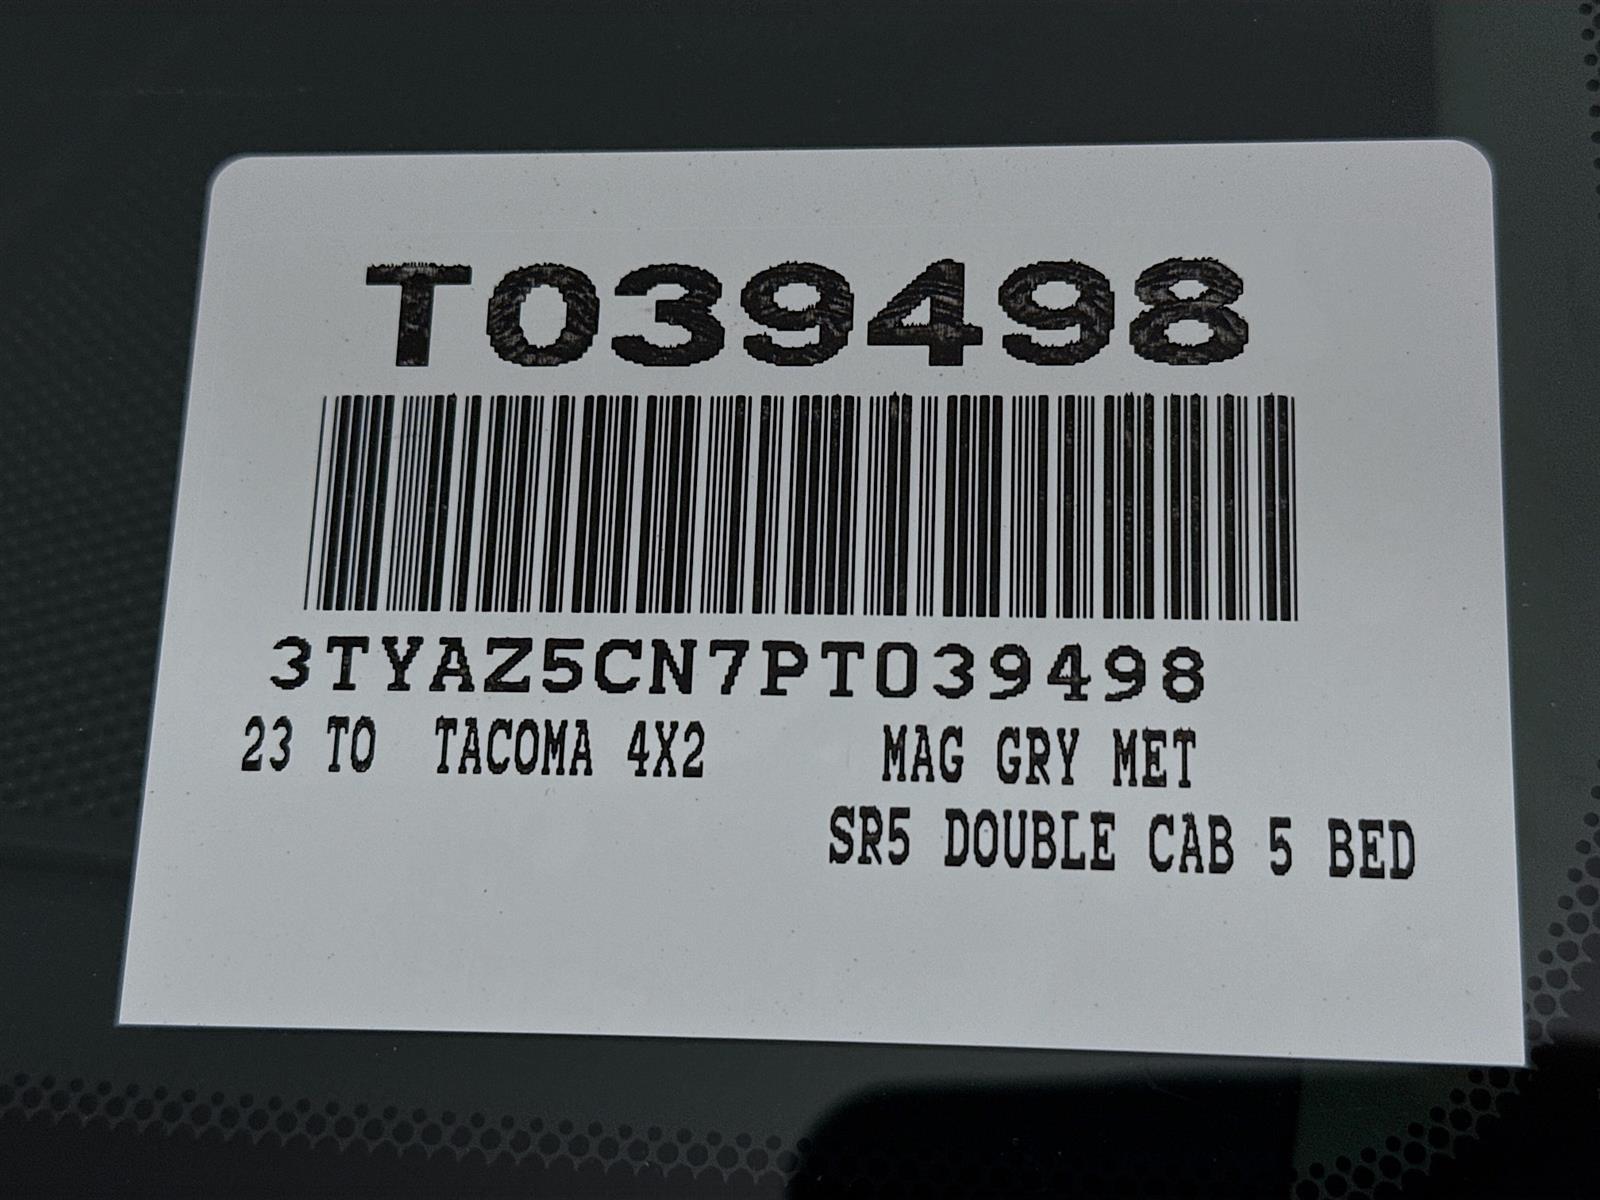 T039498
3TYAZ5CN7PT039498
23 TO TACOMA 4X2 MAG GRY MET
SR5 DOUBLE CAB 5 BED